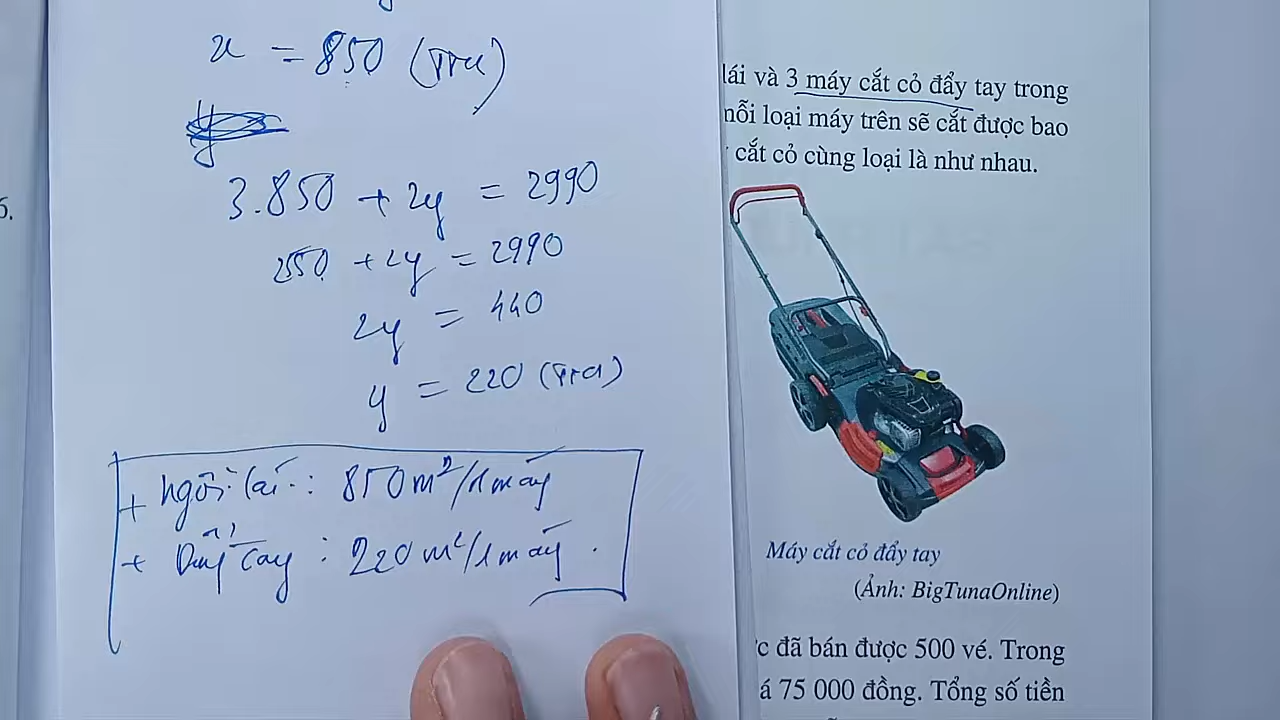 x = 850 (TM)
y
3.850 + 2y = 2990
2550 + 2y = 2990
2y = 440
y = 220 (TM)
+ ngồi lái : 850m²/1 máy
+ Đẩy tay : 220 m²/1 máy.
5.
lái và 3 máy cắt cỏ đẩy tay trong
mỗi loại máy trên sẽ cắt được bao
cắt cỏ cùng loại là như nhau.
Máy cắt cỏ đẩy tay
(Ảnh: BigTunaOnline)
đã bán được 500 vé. Trong
á 75 000 đồng. Tổng số tiền